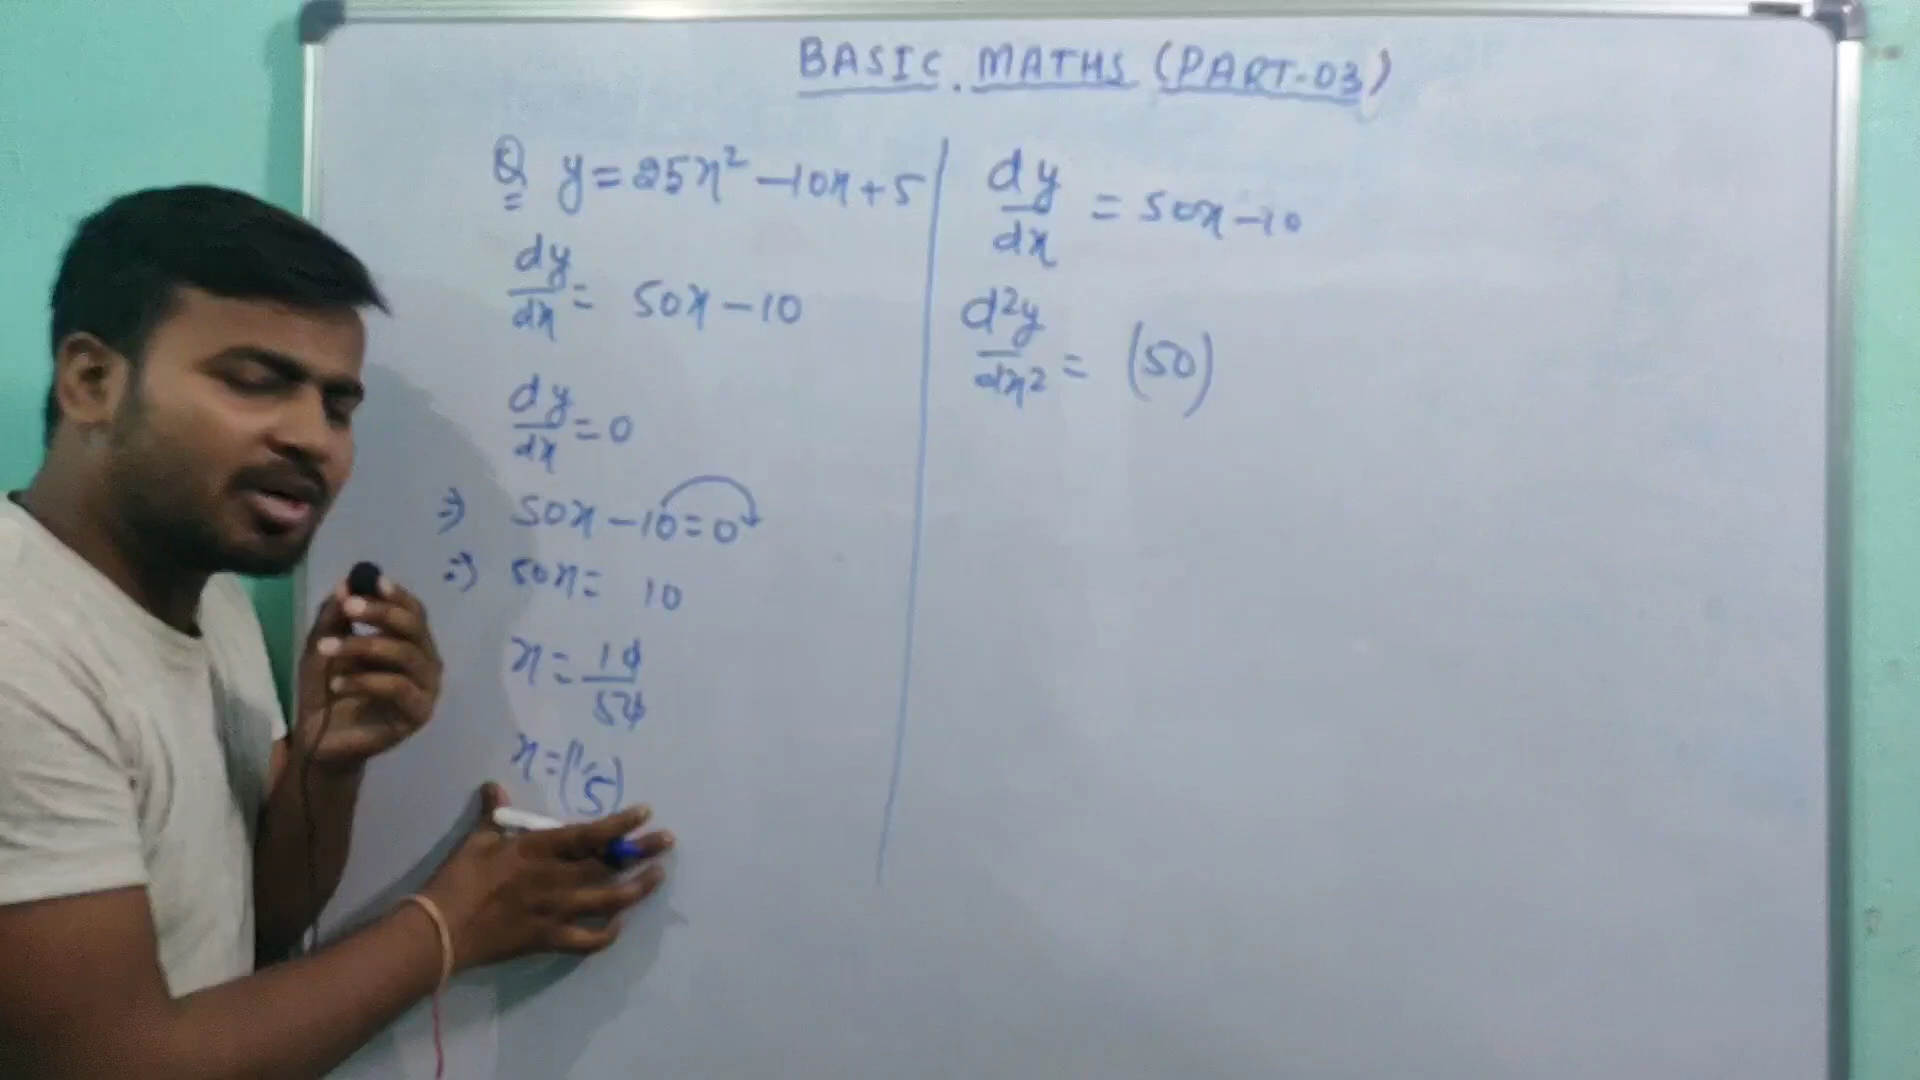 BASIC MATHS (PART-03)
Q y = 25x² - 10x + 5
dy/dx = 50x - 10
dy/dx = 0
⇒ 50x - 10 = 0
⇒ 50x = 10
x = 10/50
x = (1/5)
dy/dx = 50x - 10
d²y/dx² = (50)